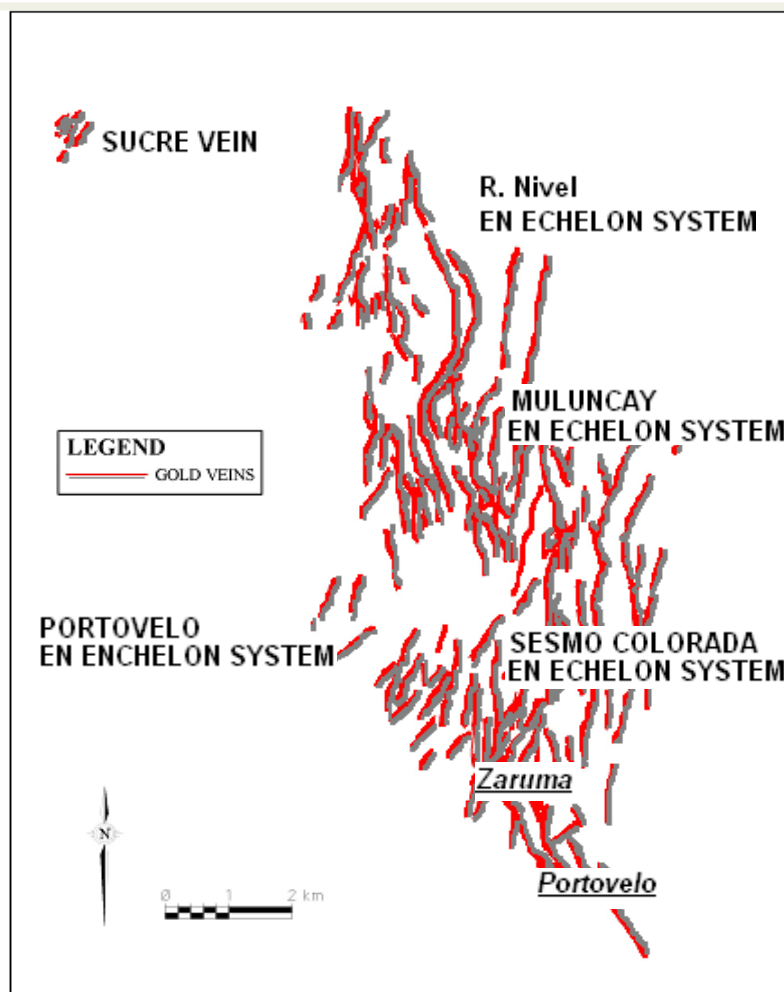 SUCRE VEIN
R. Nivel
EN ECHELON SYSTEM
MULUNCAY
EN ECHELON SYSTEM
LEGEND
GOLD VEINS
PORTOVELO
EN ENCHELON SYSTEM
SESMO COLORADA
EN ECHELON SYSTEM
Zaruma
N
Portovelo
0 1 2 km